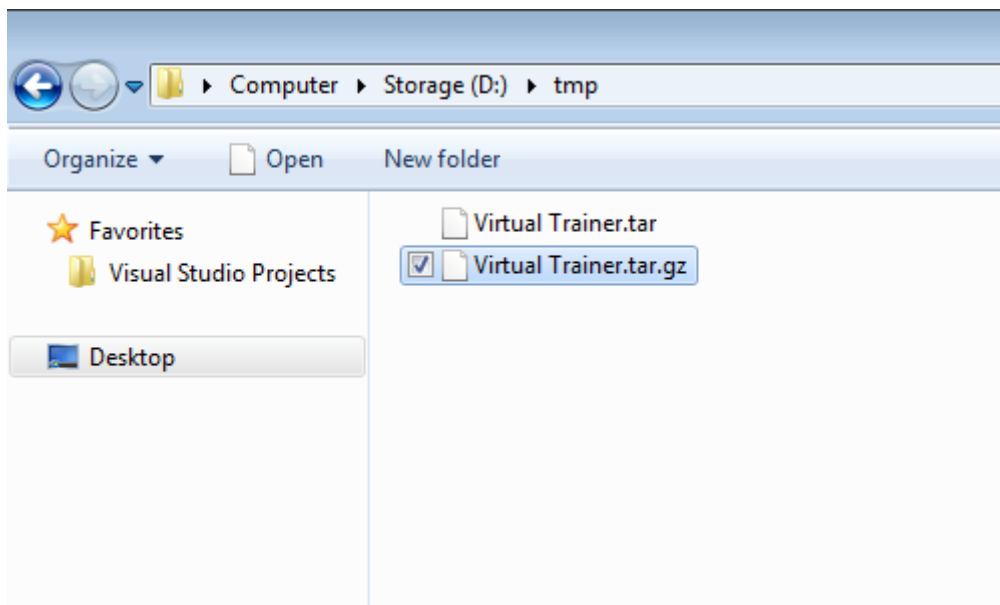 Computer Storage (D:) tmp
Organize Open New folder
Favorites
Visual Studio Projects
Desktop
Virtual Trainer.tar
Virtual Trainer.tar.gz